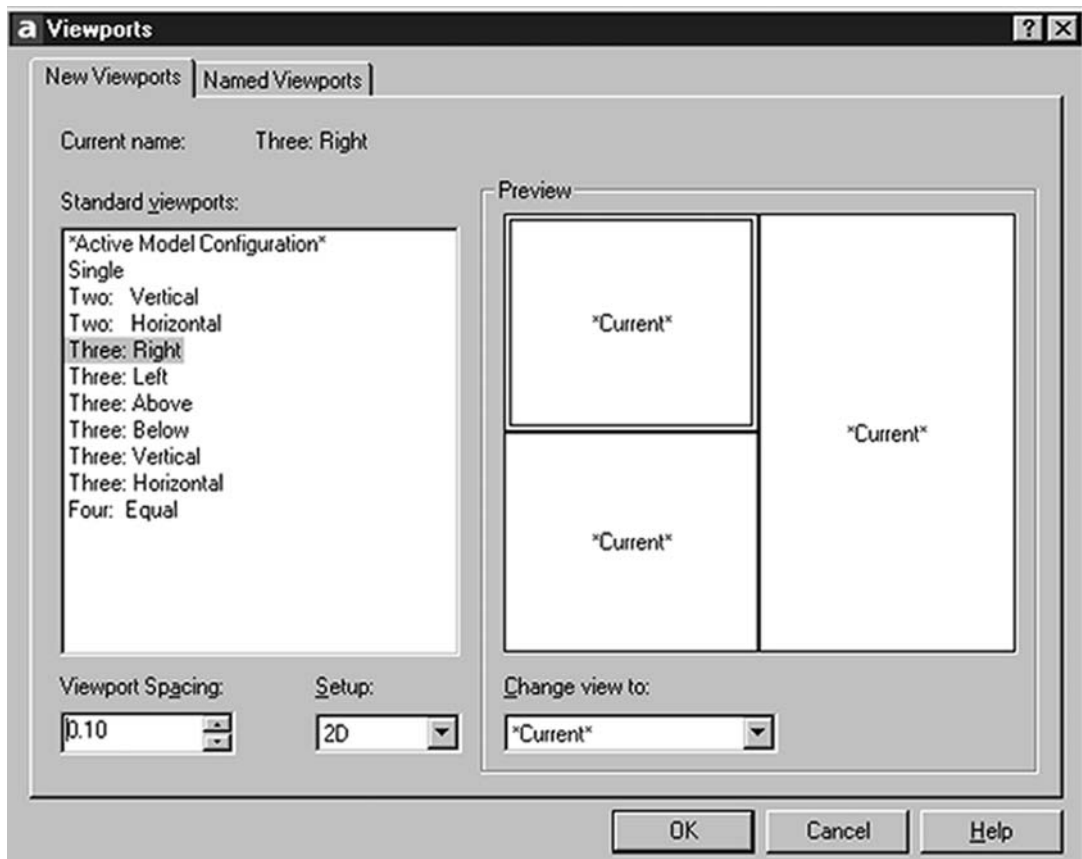 a Viewports
? X
New Viewports Named Viewports
Current name: Three: Right
Standard viewports:
*Active Model Configuration*
Single
Two: Vertical
Two: Horizontal
Three: Right
Three: Left
Three: Above
Three: Below
Three: Vertical
Three: Horizontal
Four: Equal
Preview
*Current*
*Current*
*Current*
Viewport Spacing: Setup:
0.10 2D
Change view to:
*Current*
OK Cancel Help